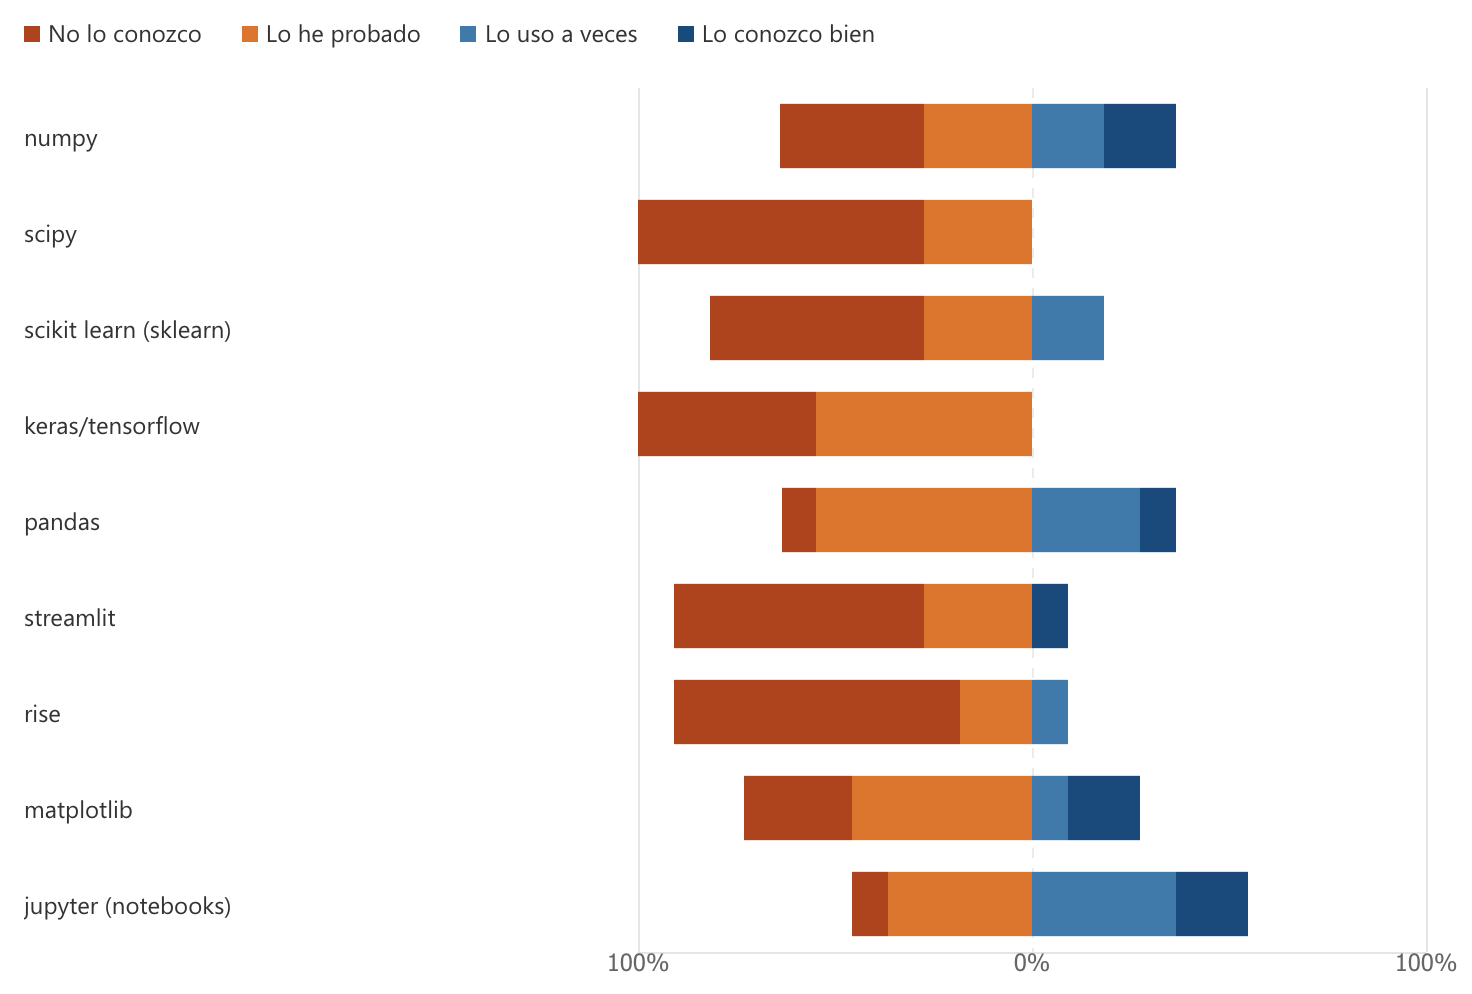 No lo conozco Lo he probado Lo uso a veces Lo conozco bien
numpy
scipy
scikit learn (sklearn)
keras/tensorflow
pandas
streamlit
rise
matplotlib
jupyter (notebooks)
100% 0% 100%